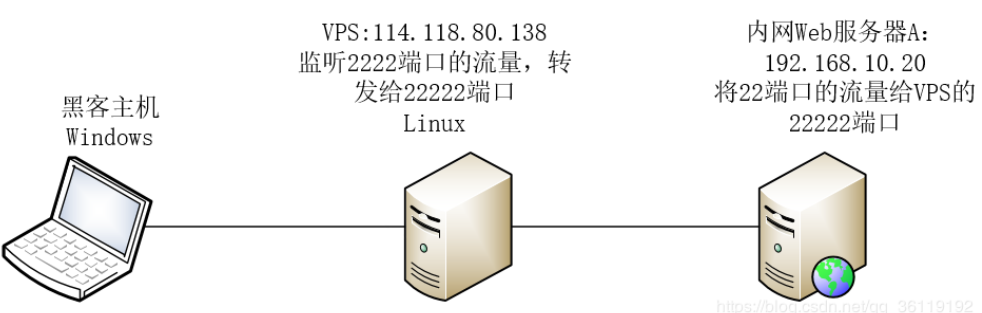 黑客主机
Windows
VPS:114.118.80.138
监听2222端口的流量，转
发给22222端口
Linux
内网Web服务器A：
192.168.10.20
将22端口的流量给VPS的
22222端口
https://blog.csdn.net/qq_36119192